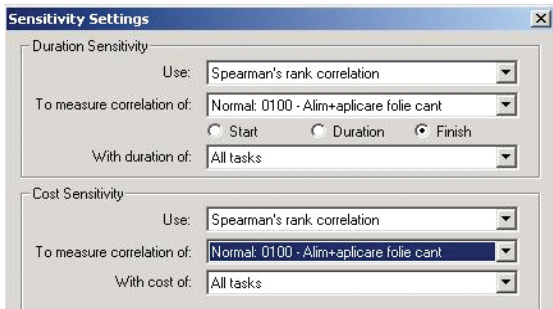 Sensitivity Settings
Duration Sensitivity
Use: Spearman's rank correlation
To measure correlation of: Normal: 0100 - Alim+aplicare folie cant
Start Duration Finish
With duration of: All tasks
Cost Sensitivity
Use: Spearman's rank correlation
To measure correlation of: Normal: 0100 - Alim+aplicare folie cant
With cost of: All tasks